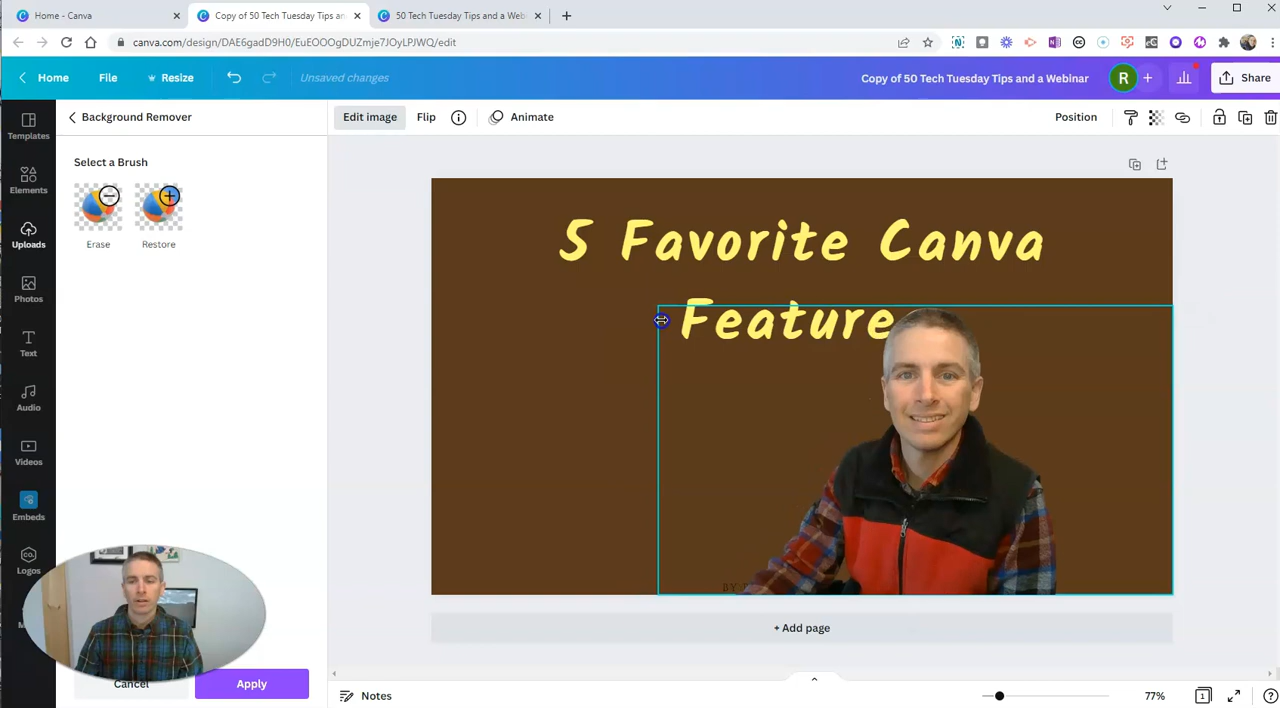 Home - Canva
Copy of 50 Tech Tuesday Tips an
50 Tech Tuesday Tips and a Web
canva.com/design/DAE6gadD9H0/EuEOOOgDUZmje7JOyLPJWQ/edit
Home
File
Resize
Unsaved changes
Copy of 50 Tech Tuesday Tips and a Webinar
R
Share
Templates
Elements
Uploads
Photos
Text
Audio
Videos
Embeds
Logos
Background Remover
Select a Brush
Erase
Restore
Cancel
Apply
Edit image
Flip
Animate
Position
5 Favorite Canva
Feature
BY
+ Add page
Notes
77%
1